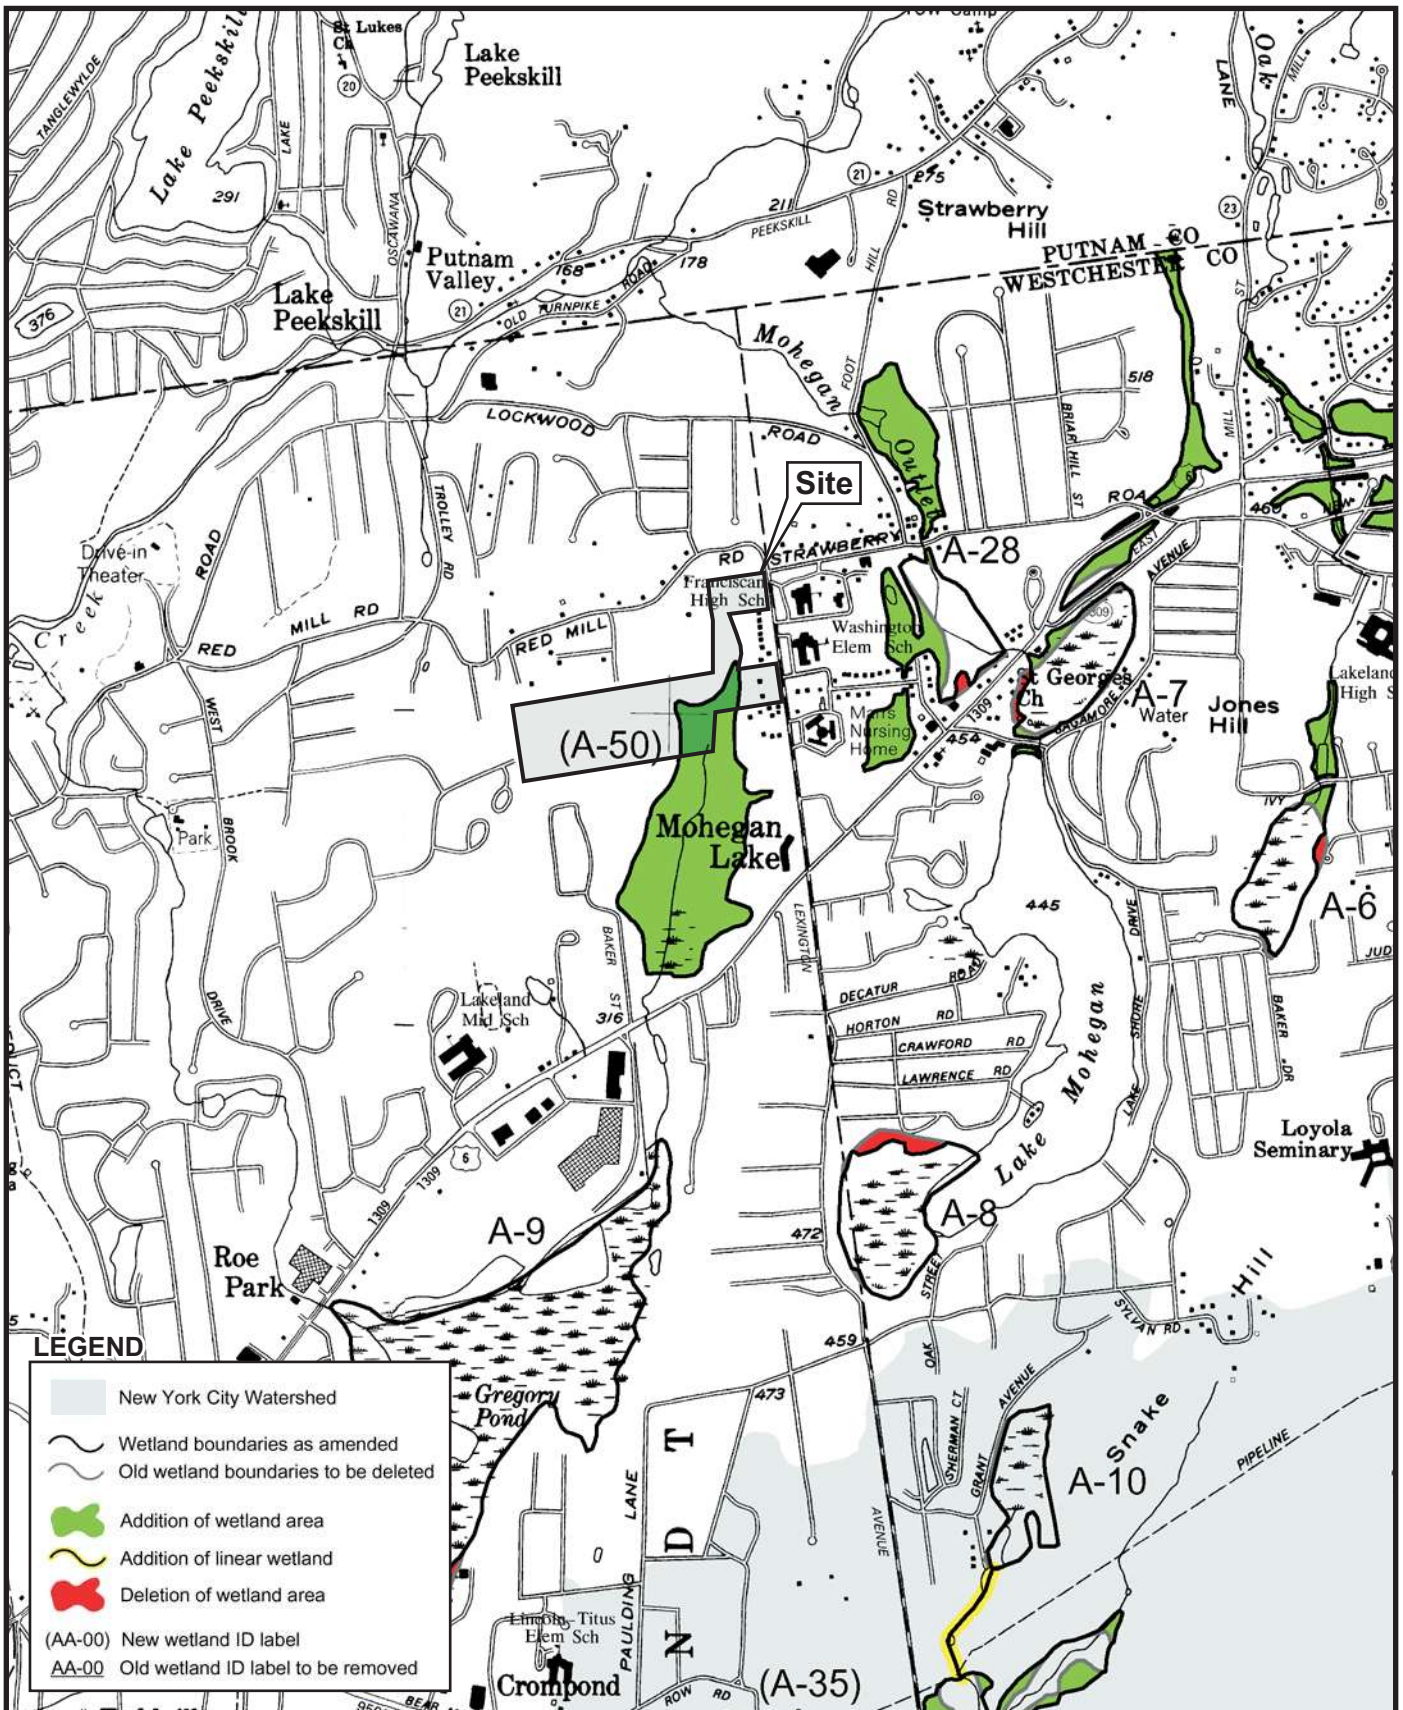 St Lukes
Ch
Lake
Peekskill
TOW Camp
Oak
LANE
MILL
TANGLEWYLDE
Lake Peekskill
LAKE
20
291
OSCAWANA
21
275
211
PEEKSKILL
RD
HILL
Strawberry
Hill
23
PUTNAM CO
WESTCHESTER CO
Putnam
Valley
168
178
21
OLD TURNPIKE ROAD
ST
Lake
Peekskill
376
Mohegan
FOOT
518
BRIAR HILL ST
MILL
LOCKWOOD
ROAD
Outlet
Site
ROAD
460
NEW
TROLLEY RD
STRAWBERRY
RD
A-28
EAST
AVENUE
Drive-in
Theater
ROAD
Franciscan
High Sch
1309
Creek
RED
MILL
RD
RED MILL
Washington
Elem Sch
St Georges
Ch
A-7
Water
SAGAMORE
Jones
Hill
Lakeland
High S
1309
454
Mans
Nursing
Home
WEST
BROOK
DRIVE
(A-50)
IVY
Park
Mohegan
Lake
A-6
445
LEXINGTON
BAKER
ST
DRIVE
SHORE
LAKE
JUD
DECATUR ROAD
HORTON RD
CRAWFORD RD
LAWRENCE RD
Lake Mohegan
BAKER DR
Lakeland
Mid Sch
316
UCT
Loyola
Seminary
6
1309
1309
A-9
A-8
472
STREET
OAK
Hill
Roe
Park
SYLVAN RD
459
473
Gregory
Pond
AVENUE
GRANT
SHERMAN CT
Snake
PIPELINE
A-10
LANE
PAULDING
N D T
AVENUE
Lincoln-Titus
Elem Sch
Crompond
ROW RD
(A-35)
BEAR
LEGEND
New York City Watershed
Wetland boundaries as amended
Old wetland boundaries to be deleted
Addition of wetland area
Addition of linear wetland
Deletion of wetland area
(AA-00) New wetland ID label
AA-00 Old wetland ID label to be removed